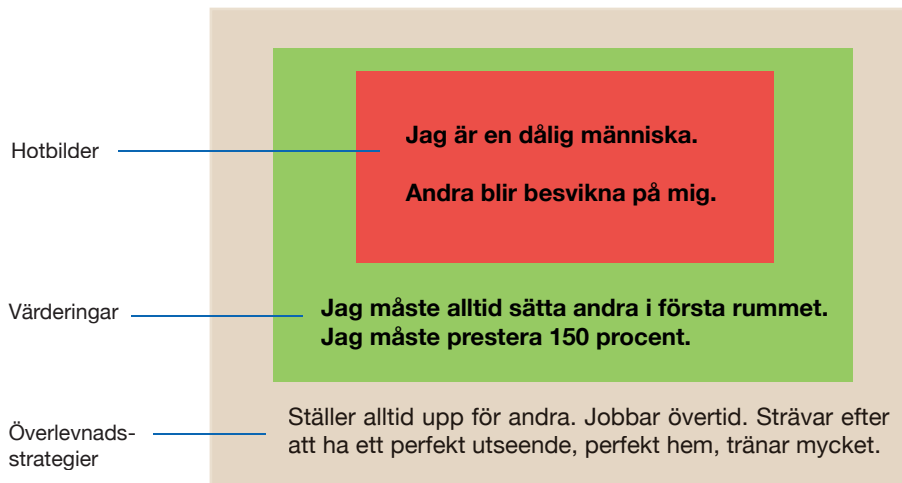 Hotbilder
Jag är en dålig människa.
Andra blir besvikna på mig.
Värderingar
Jag måste alltid sätta andra i första rummet.
Jag måste prestera 150 procent.
Överlevnads-
strategier
Ställer alltid upp för andra. Jobbar övertid. Strävar efter
att ha ett perfekt utseende, perfekt hem, tränar mycket.